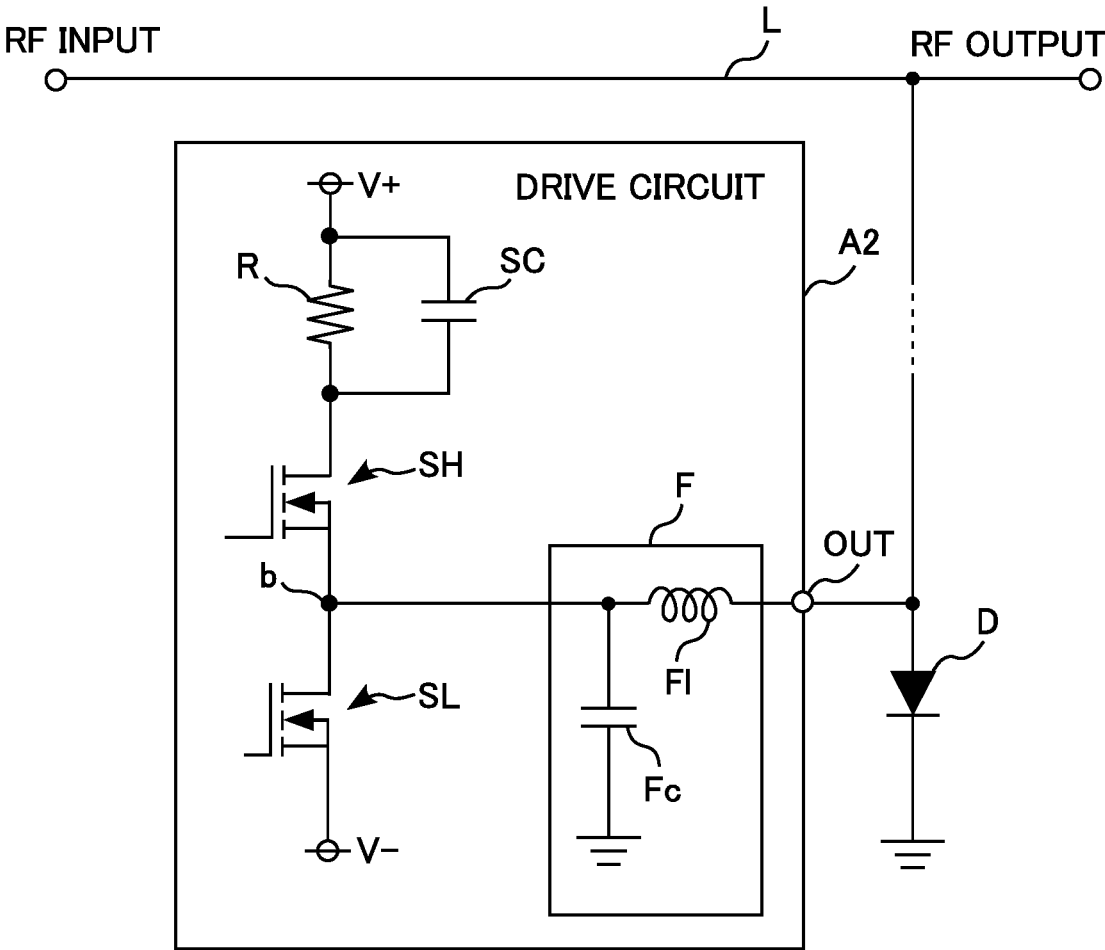 L
RF INPUT
RF OUTPUT
V+
DRIVE CIRCUIT
A2
R
SC
SH
F
OUT
b
D
FI
SL
Fc
V−